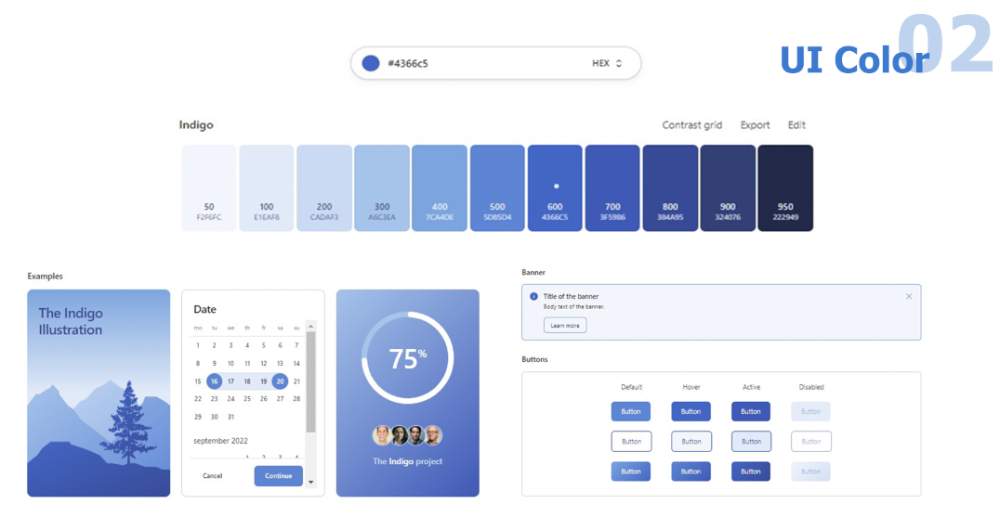 02
UI Color
#4366c5 HEX
Indigo Contrast grid Export Edit
50 100 200 300 400 500 600 700 800 900 950
F2F6FC E1EAF8 CADAF3 A6C3EA 7CA4DE 5D85D4 4366C5 3F59B6 384A95 324076 222949
Examples
The Indigo
Illustration
Date
mo tu we th fr sa su
1 2 3 4 5 6 7
8 9 10 11 12 13 14
15 16 17 18 19 20 21
22 23 24 25 26 27 28
29 30 31
september 2022
1 2 3 4
Cancel Continue
75%
The Indigo project
Banner
Title of the banner
Body text of the banner.
Learn more
Buttons
Default Hover Active Disabled
Button Button Button Button
Button Button Button Button
Button Button Button Button